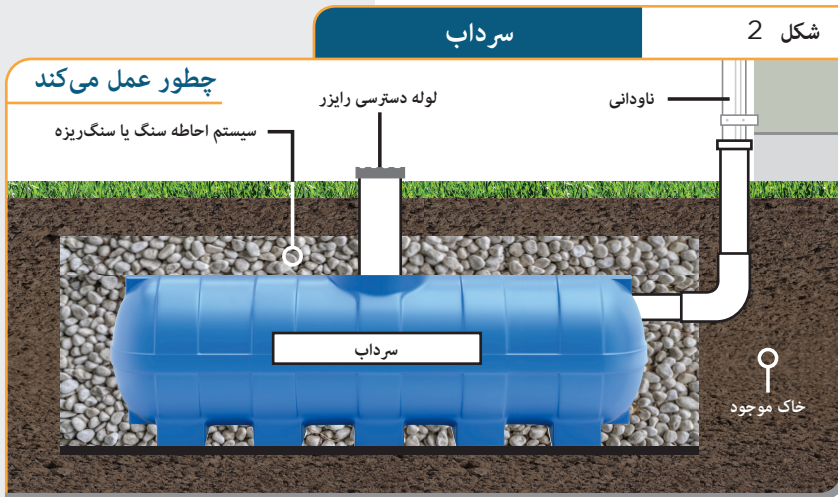 شکل 2
سرداب
چطور عمل می‌کند
لوله دسترسی رایزر
ناودانی
سیستم احاطه سنگ یا سنگ‌ریزه
سرداب
خاک موجود